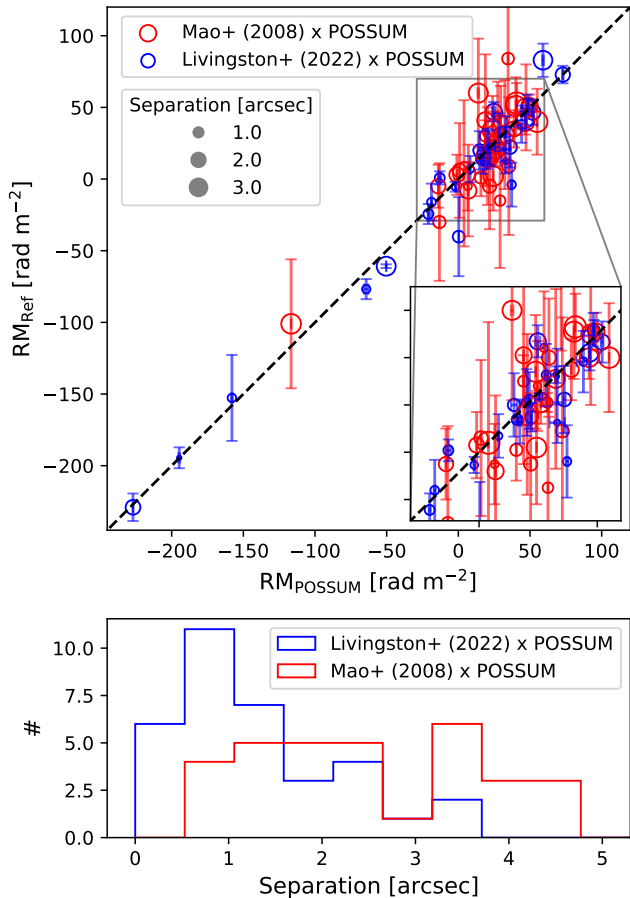 Mao+ (2008) x POSSUM
Livingston+ (2022) x POSSUM
Separation [arcsec]
1.0
2.0
3.0
100
50
0
−50
−100
−150
−200
RM_Ref [rad m^−2]
−200 −150 −100 −50 0 50 100
RM_POSSUM [rad m^−2]
Livingston+ (2022) x POSSUM
Mao+ (2008) x POSSUM
10.0
7.5
5.0
2.5
0.0
#
0 1 2 3 4 5
Separation [arcsec]